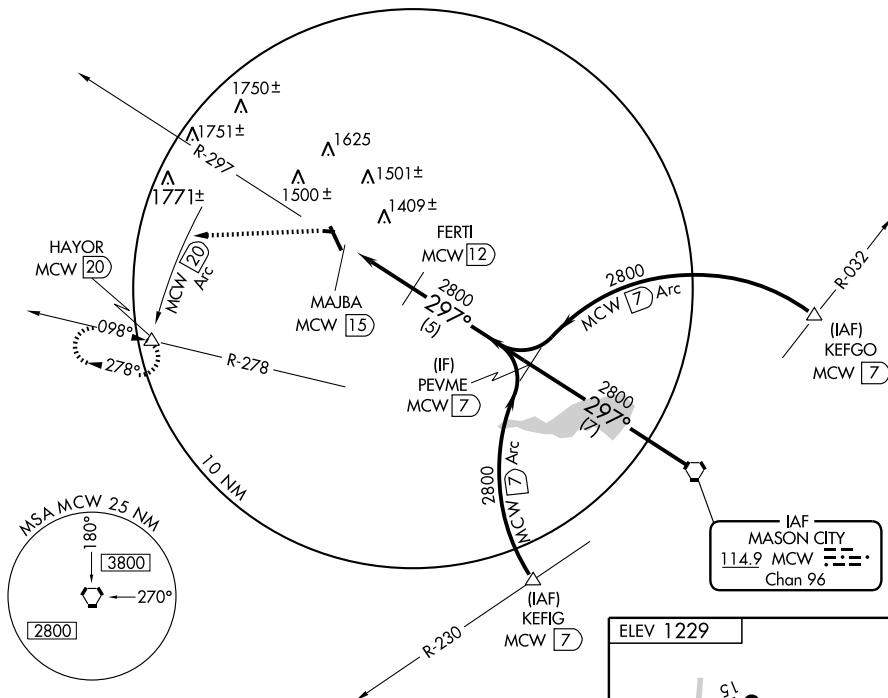 1750±
1751±
R-297
1625
1771±
1500±
1501±
1409±
HAYOR
MCW 20
MCW 20
Arc
FERTI
MCW 12
2800
MCW 7 Arc
R-032
2800
297°
(5)
MAJBA
MCW 15
(IAF)
KEFGO
MCW 7
098°
278°
R-278
(IF)
PEVME
MCW 7
2800
297°
(7)
10 NM
2800
MCW 7 Arc
MSA MCW 25 NM
180°
3800
270°
2800
IAF
MASON CITY
114.9 MCW
Chan 96
(IAF)
KEFIG
MCW 7
R-230
ELEV 1229
15